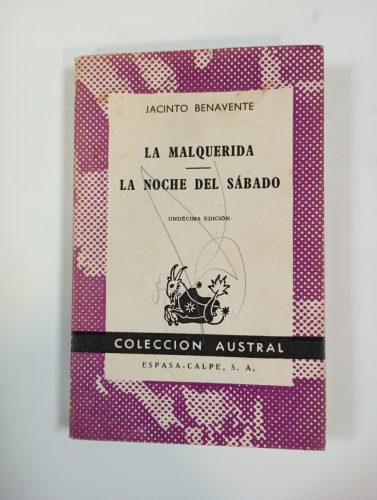 JACINTO BENAVENTE
LA MALQUERIDA
LA NOCHE DEL SÁBADO
UNDÉCIMA EDICIÓN
COLECCION AUSTRAL
ESPASA-CALPE, S. A.